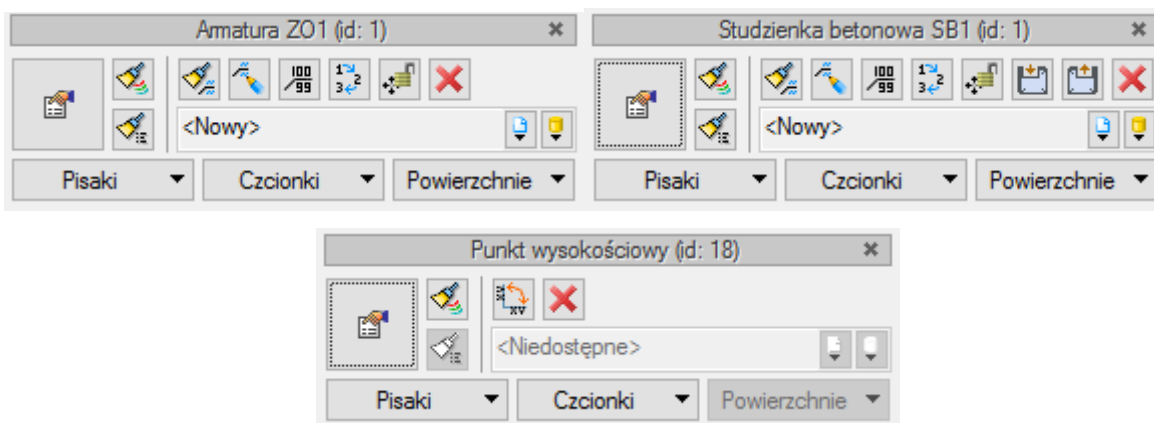 Armatura ZO1 (id: 1)
<Nowy>
Pisaki
Czcionki
Powierzchnie
Studzienka betonowa SB1 (id: 1)
<Nowy>
Pisaki
Czcionki
Powierzchnie
Punkt wysokościowy (id: 18)
<Niedostępne>
Pisaki
Czcionki
Powierzchnie